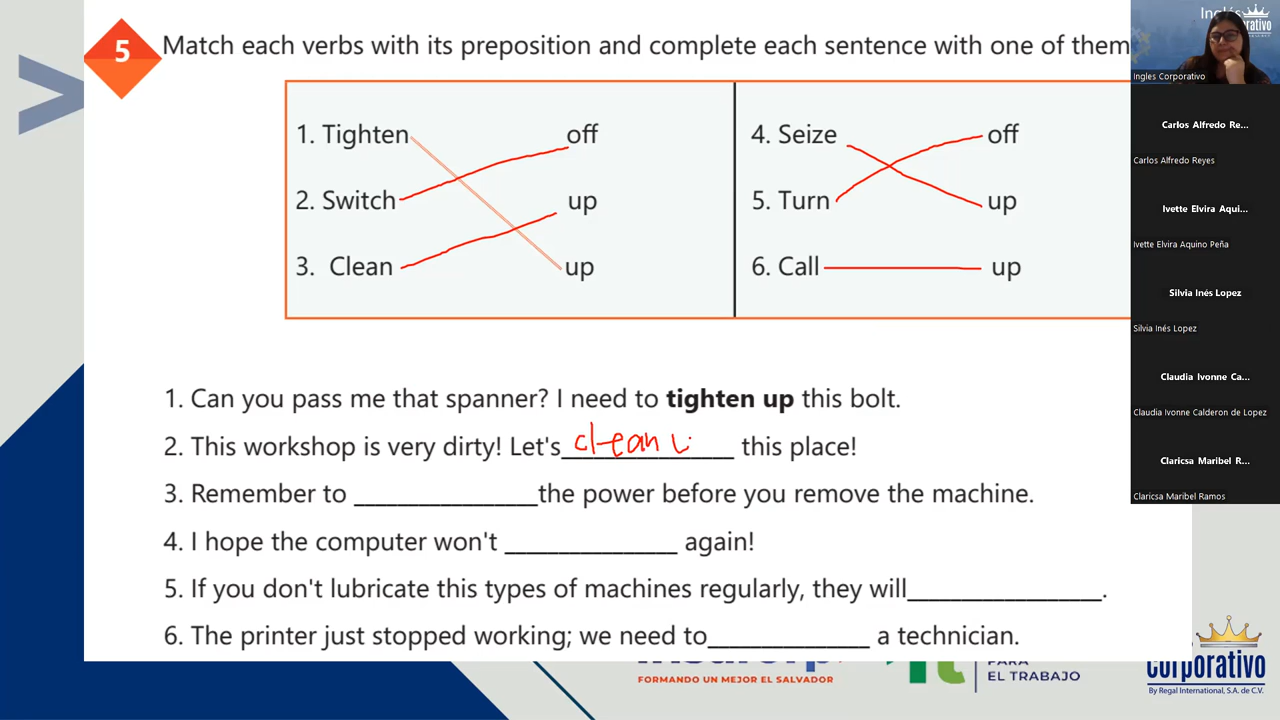 5 Match each verbs with its preposition and complete each sentence with one of them
1. Tighten off
2. Switch up
3. Clean up
4. Seize off
5. Turn up
6. Call up
1. Can you pass me that spanner? I need to tighten up this bolt.
2. This workshop is very dirty! Let's clean u this place!
3. Remember to ________ the power before you remove the machine.
4. I hope the computer won't ________ again!
5. If you don't lubricate this types of machines regularly, they will________.
6. The printer just stopped working; we need to________ a technician.
FORMANDO UN MEJOR EL SALVADOR
PARA
EL TRABAJO
corporativo
By Regal International, S.A. de C.V.
Inglés
Ingles Corporativo
Carlos Alfredo Re...
Carlos Alfredo Reyes
Ivette Elvira Aqui...
Ivette Elvira Aquino Peña
Silvia Inés Lopez
Silvia Inés Lopez
Claudia Ivonne Ca...
Claudia Ivonne Calderon de Lopez
Claricsa Maribel R...
Claricsa Maribel Ramos